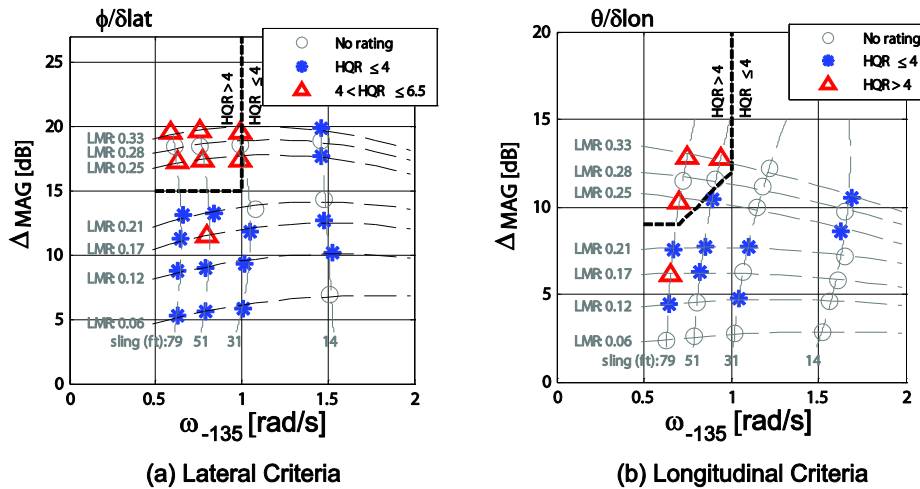 ϕ/δlat
No rating
HQR ≤ 4
4 < HQR ≤ 6.5
HQR > 4
HQR ≤ 4
25
20
15
10
5
0
Δ MAG [dB]
LMR 0.33
LMR 0.28
LMR 0.25
LMR 0.21
LMR 0.17
LMR 0.12
LMR 0.06
sling (ft):79 51 31 14
0 0.5 1 1.5 2
ω-135 [rad/s]
(a) Lateral Criteria
θ/δlon
No rating
HQR ≤ 4
HQR > 4
HQR > 4
HQR ≤ 4
20
15
10
5
0
Δ MAG [dB]
LMR 0.33
LMR 0.28
LMR 0.25
LMR 0.21
LMR 0.17
LMR 0.12
LMR 0.06
sling (ft):79 51 31 14
0 0.5 1 1.5 2
ω-135 [rad/s]
(b) Longitudinal Criteria